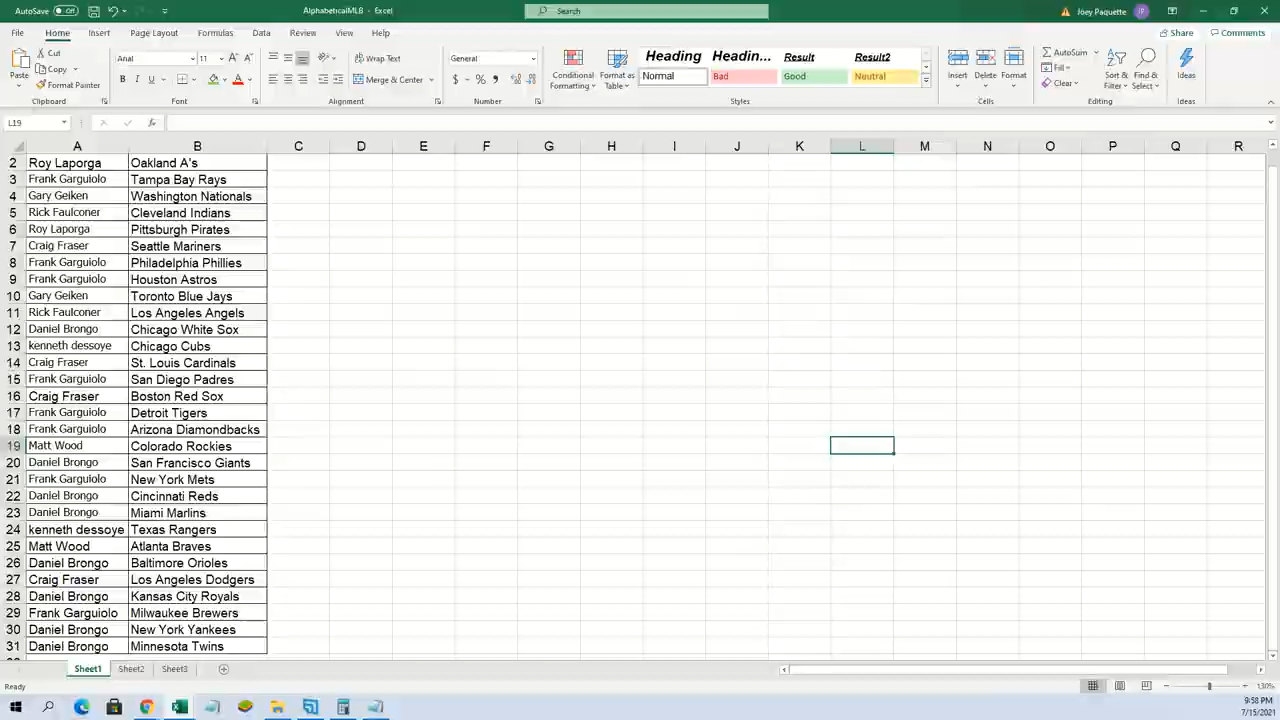 AutoSave Off AlphabeticalMLB - Excel Search Joey Paquette JP
File Home Insert Page Layout Formulas Data Review View Help Share Comments
Paste Cut Copy Format Painter Clipboard
Arial 11 B I U A Font
Wrap Text Merge & Center Alignment
General $ % Number
Conditional Formatting Format as Table
Heading Headin... Result Result2
Normal Bad Good Neutral
Styles
Insert Delete Format Cells
AutoSum Fill Clear Sort & Filter Find & Select Editing
Ideas Ideas
L19 fx
A B C D E F G H I J K L M N O P Q R
2 Roy Laporga Oakland A's
3 Frank Garguiolo Tampa Bay Rays
4 Gary Geiken Washington Nationals
5 Rick Faulconer Cleveland Indians
6 Roy Laporga Pittsburgh Pirates
7 Craig Fraser Seattle Mariners
8 Frank Garguiolo Philadelphia Phillies
9 Frank Garguiolo Houston Astros
10 Gary Geiken Toronto Blue Jays
11 Rick Faulconer Los Angeles Angels
12 Daniel Brongo Chicago White Sox
13 kenneth dessoye Chicago Cubs
14 Craig Fraser St. Louis Cardinals
15 Frank Garguiolo San Diego Padres
16 Craig Fraser Boston Red Sox
17 Frank Garguiolo Detroit Tigers
18 Frank Garguiolo Arizona Diamondbacks
19 Matt Wood Colorado Rockies
20 Daniel Brongo San Francisco Giants
21 Frank Garguiolo New York Mets
22 Daniel Brongo Cincinnati Reds
23 Daniel Brongo Miami Marlins
24 kenneth dessoye Texas Rangers
25 Matt Wood Atlanta Braves
26 Daniel Brongo Baltimore Orioles
27 Craig Fraser Los Angeles Dodgers
28 Daniel Brongo Kansas City Royals
29 Frank Garguiolo Milwaukee Brewers
30 Daniel Brongo New York Yankees
31 Daniel Brongo Minnesota Twins
Sheet1 Sheet2 Sheet3
Ready 130%
9:58 PM
7/15/2021